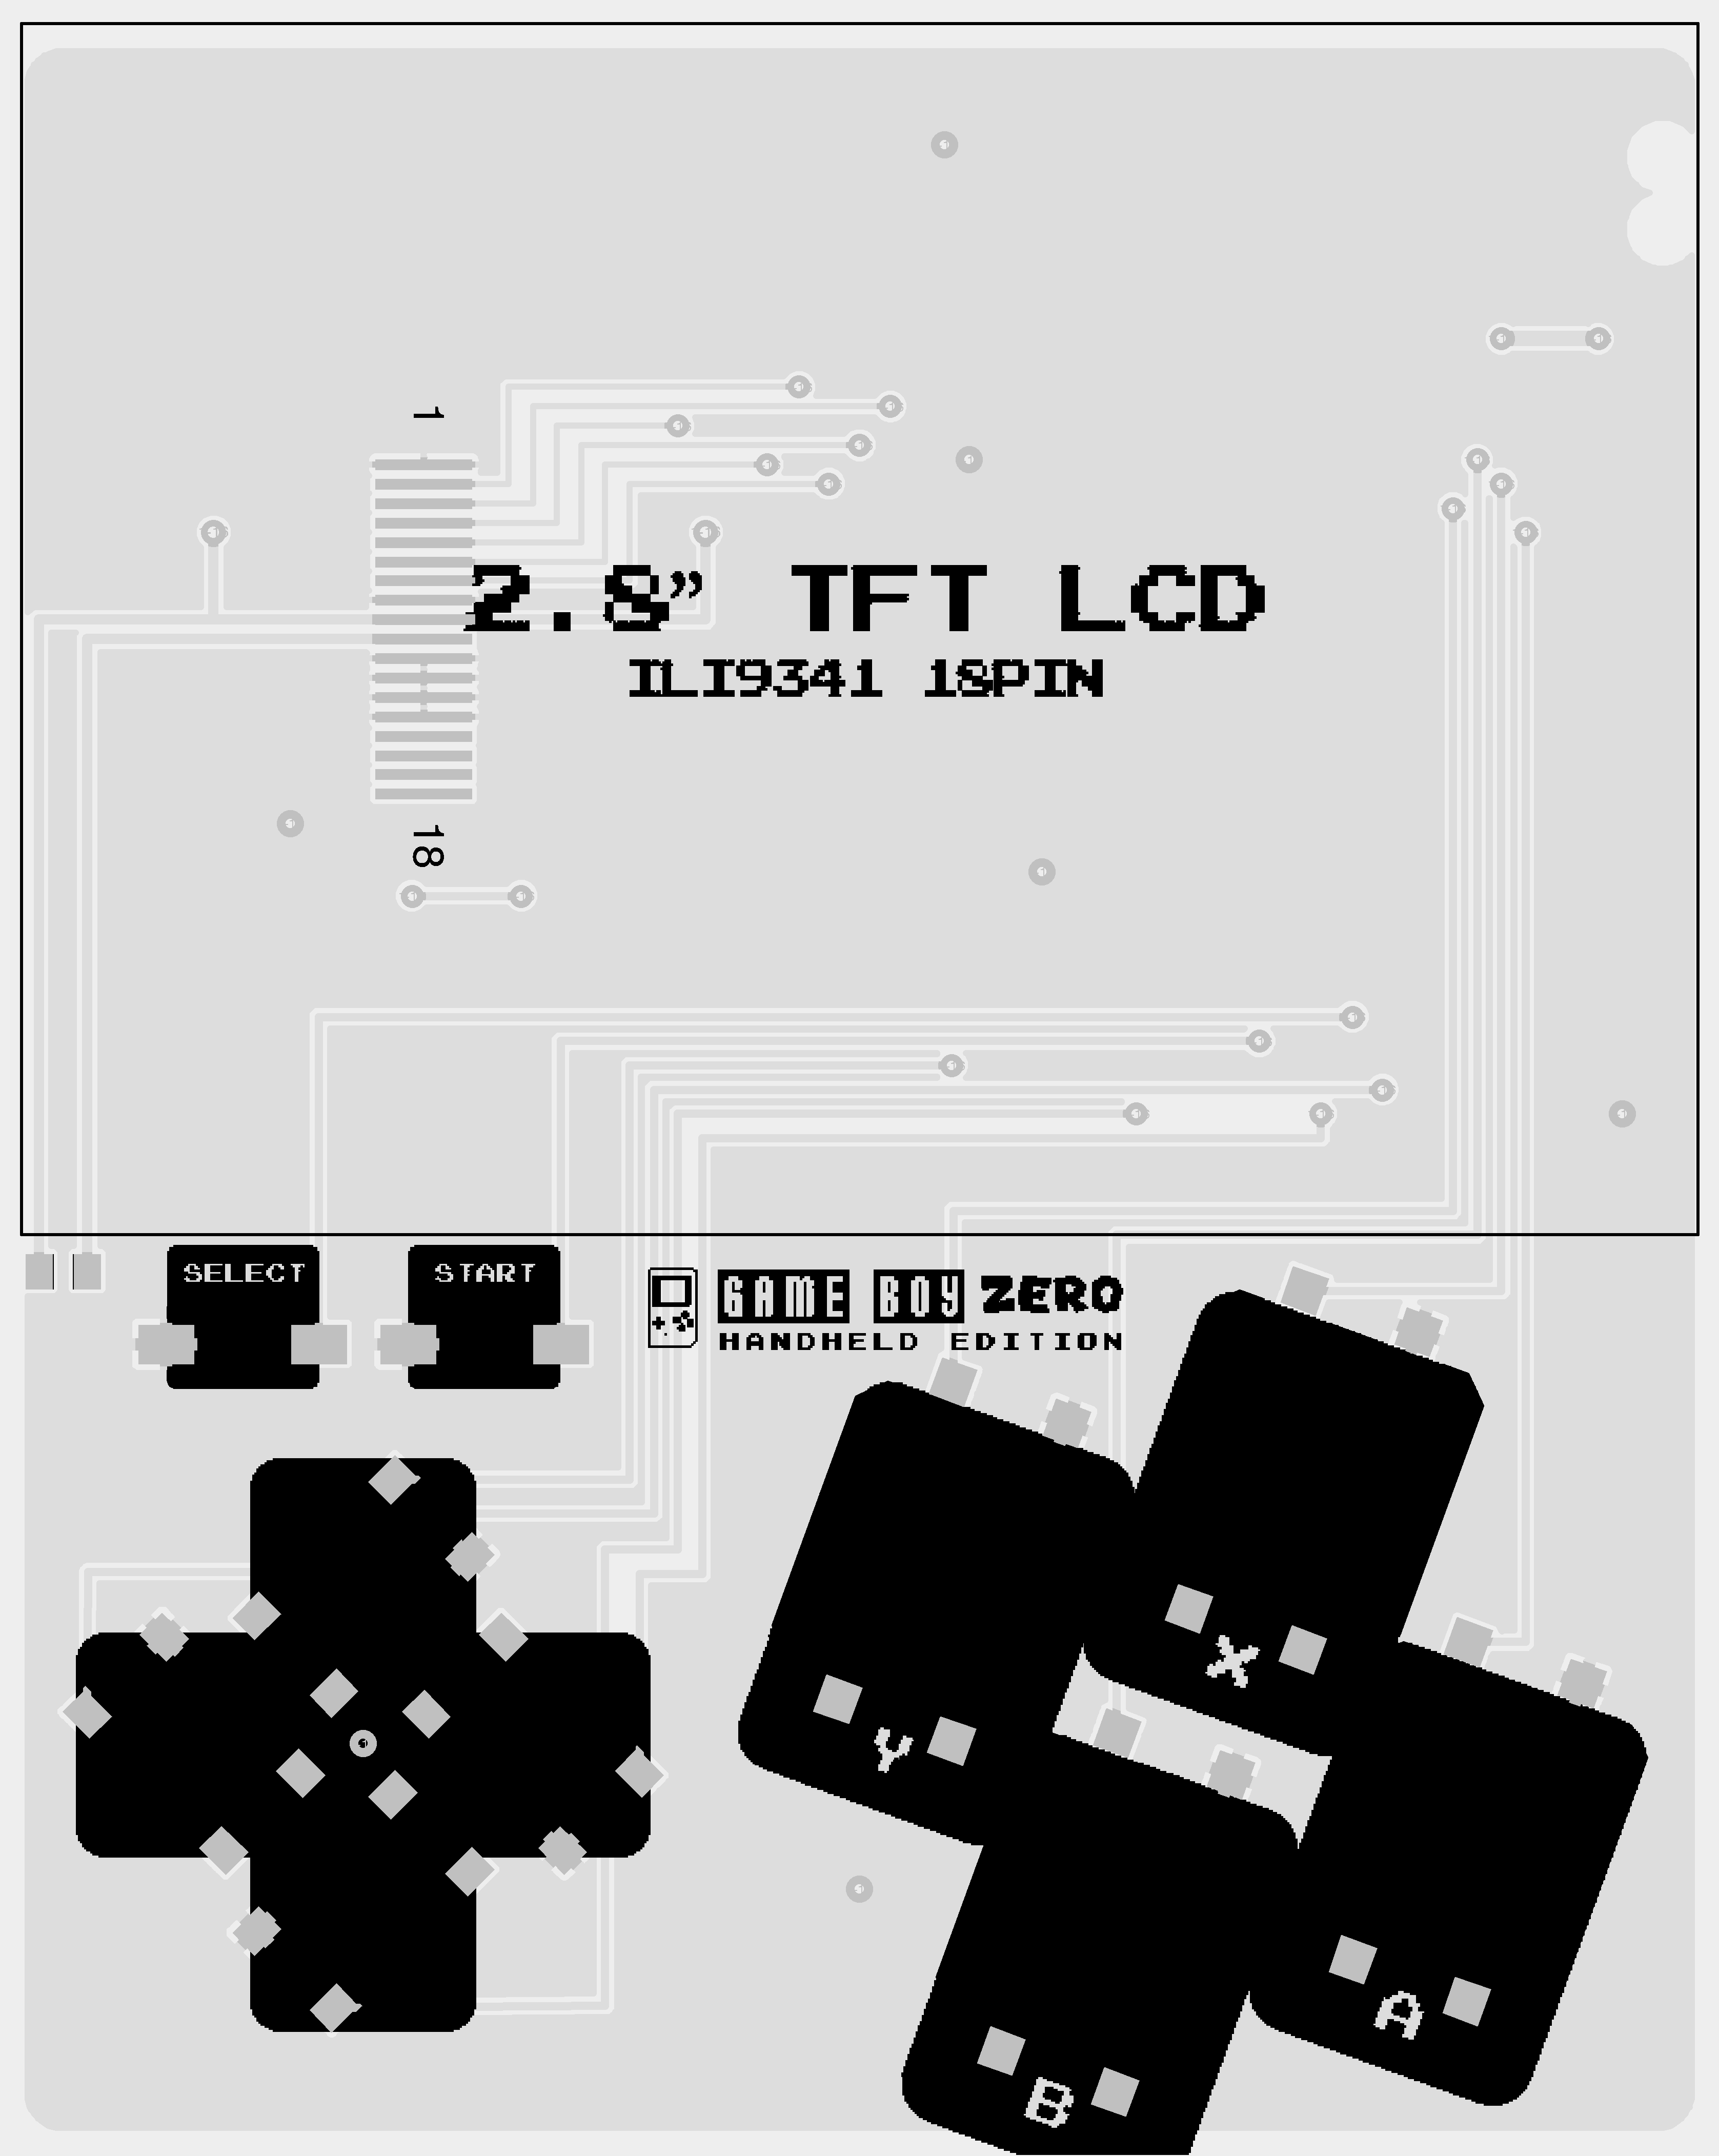 1
2.8” TFT LCD
ILI9341 18PIN
18
SELECT
START
GAME BOY ZERO
HANDHELD EDITION
X
Y
A
B